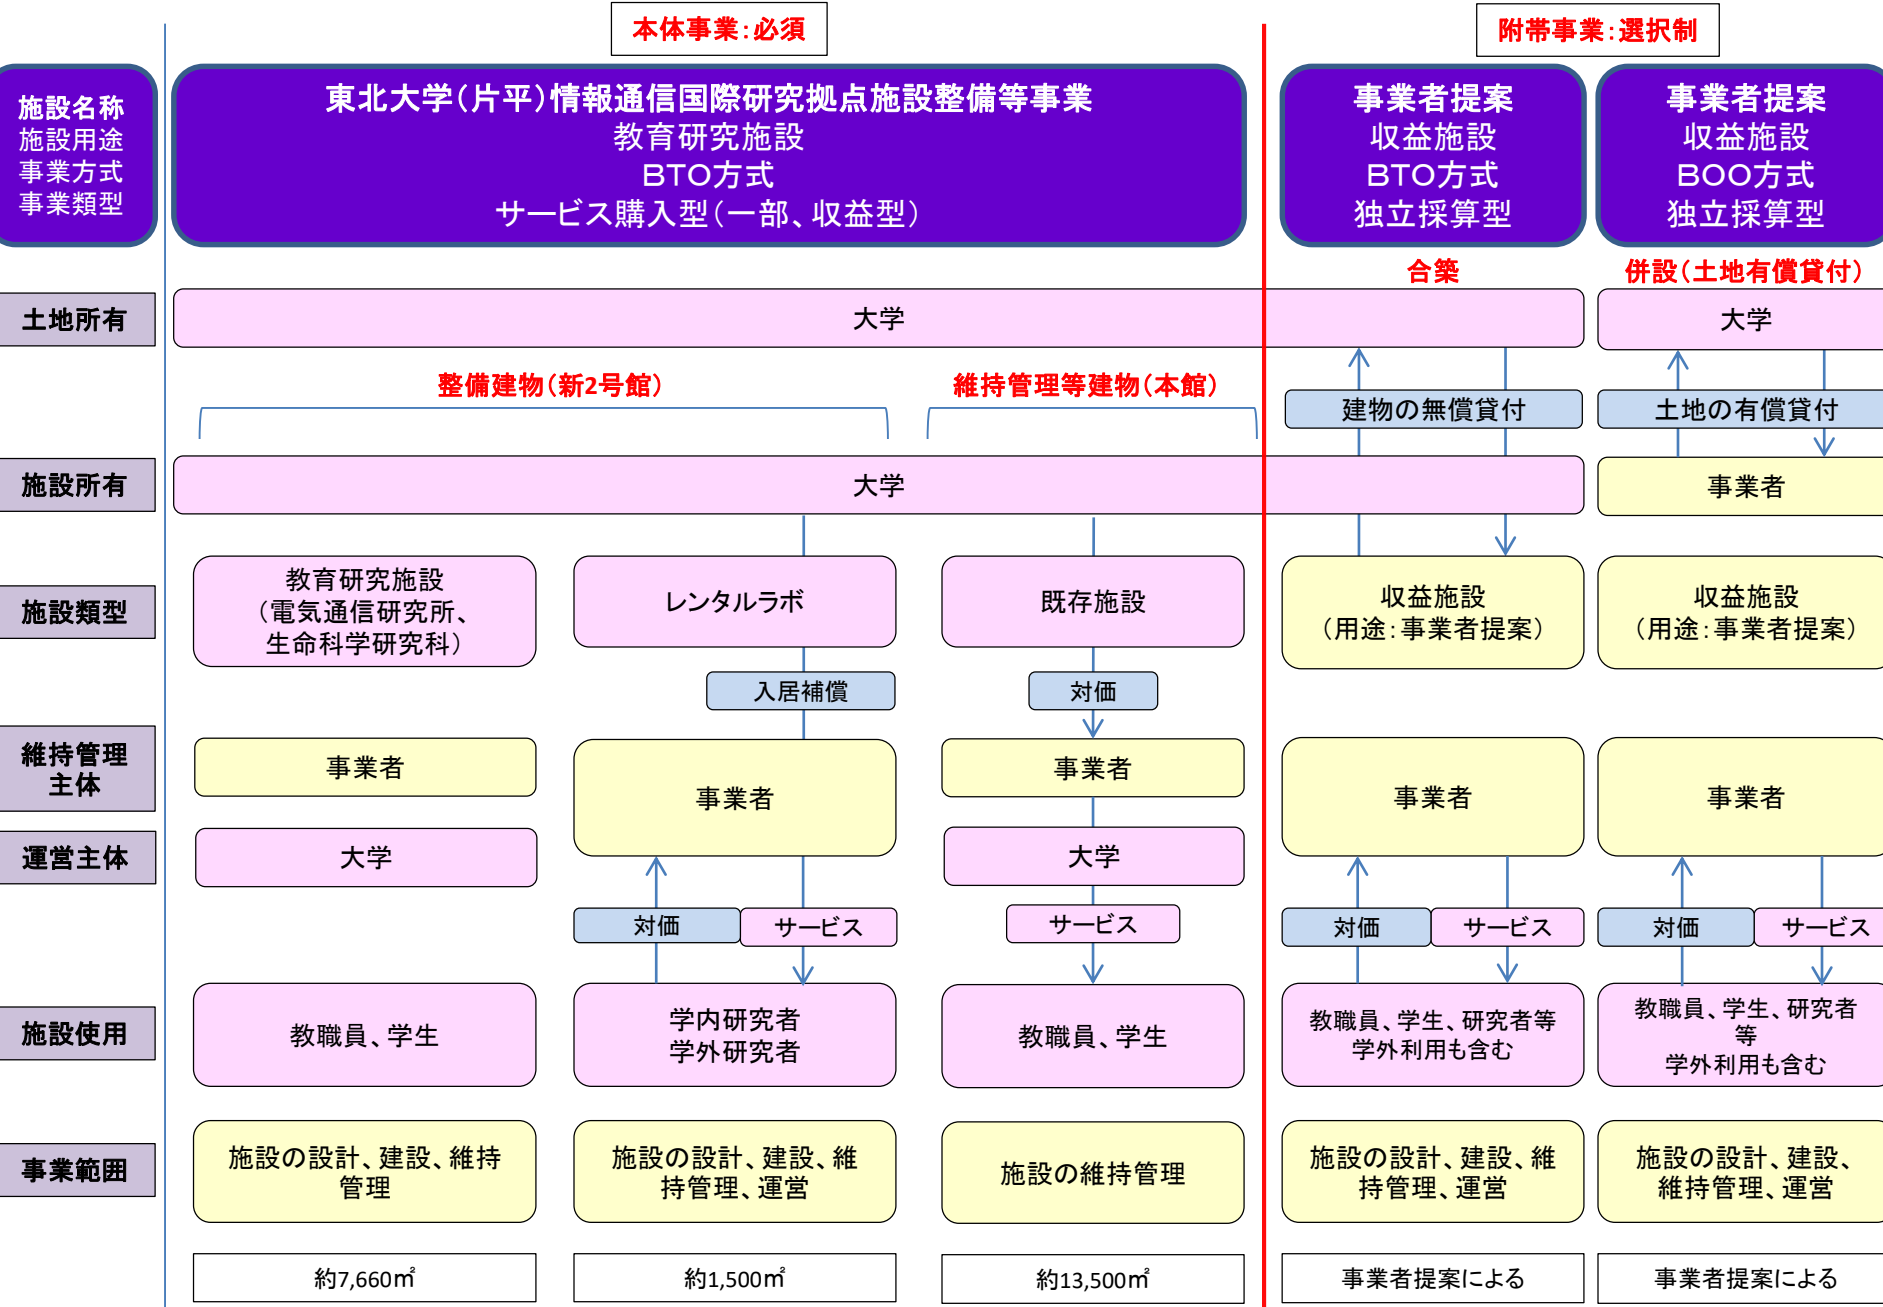 本体事業：必須
附帯事業：選択制
施設名称
施設用途
事業方式
事業類型
東北大学（片平）情報通信国際研究拠点施設整備等事業
教育研究施設
BTO方式
サービス購入型（一部、収益型）
事業者提案
収益施設
BTO方式
独立採算型
事業者提案
収益施設
BOO方式
独立採算型
合築
併設（土地有償貸付）
土地所有
大学
大学
整備建物（新2号館）
維持管理等建物（本館）
建物の無償貸付
土地の有償貸付
施設所有
大学
事業者
施設類型
教育研究施設
（電気通信研究所、
生命科学研究科）
レンタルラボ
既存施設
収益施設
（用途：事業者提案）
収益施設
（用途：事業者提案）
入居補償
対価
維持管理
主体
事業者
事業者
事業者
事業者
事業者
運営主体
大学
大学
対価
サービス
サービス
対価
サービス
対価
サービス
施設使用
教職員、学生
学内研究者
学外研究者
教職員、学生
教職員、学生、研究者等
学外利用も含む
教職員、学生、研究者
等
学外利用も含む
事業範囲
施設の設計、建設、維持
管理
施設の設計、建設、維
持管理、運営
施設の維持管理
施設の設計、建設、維
持管理、運営
施設の設計、建設、
維持管理、運営
約7,660㎡
約1,500㎡
約13,500㎡
事業者提案による
事業者提案による